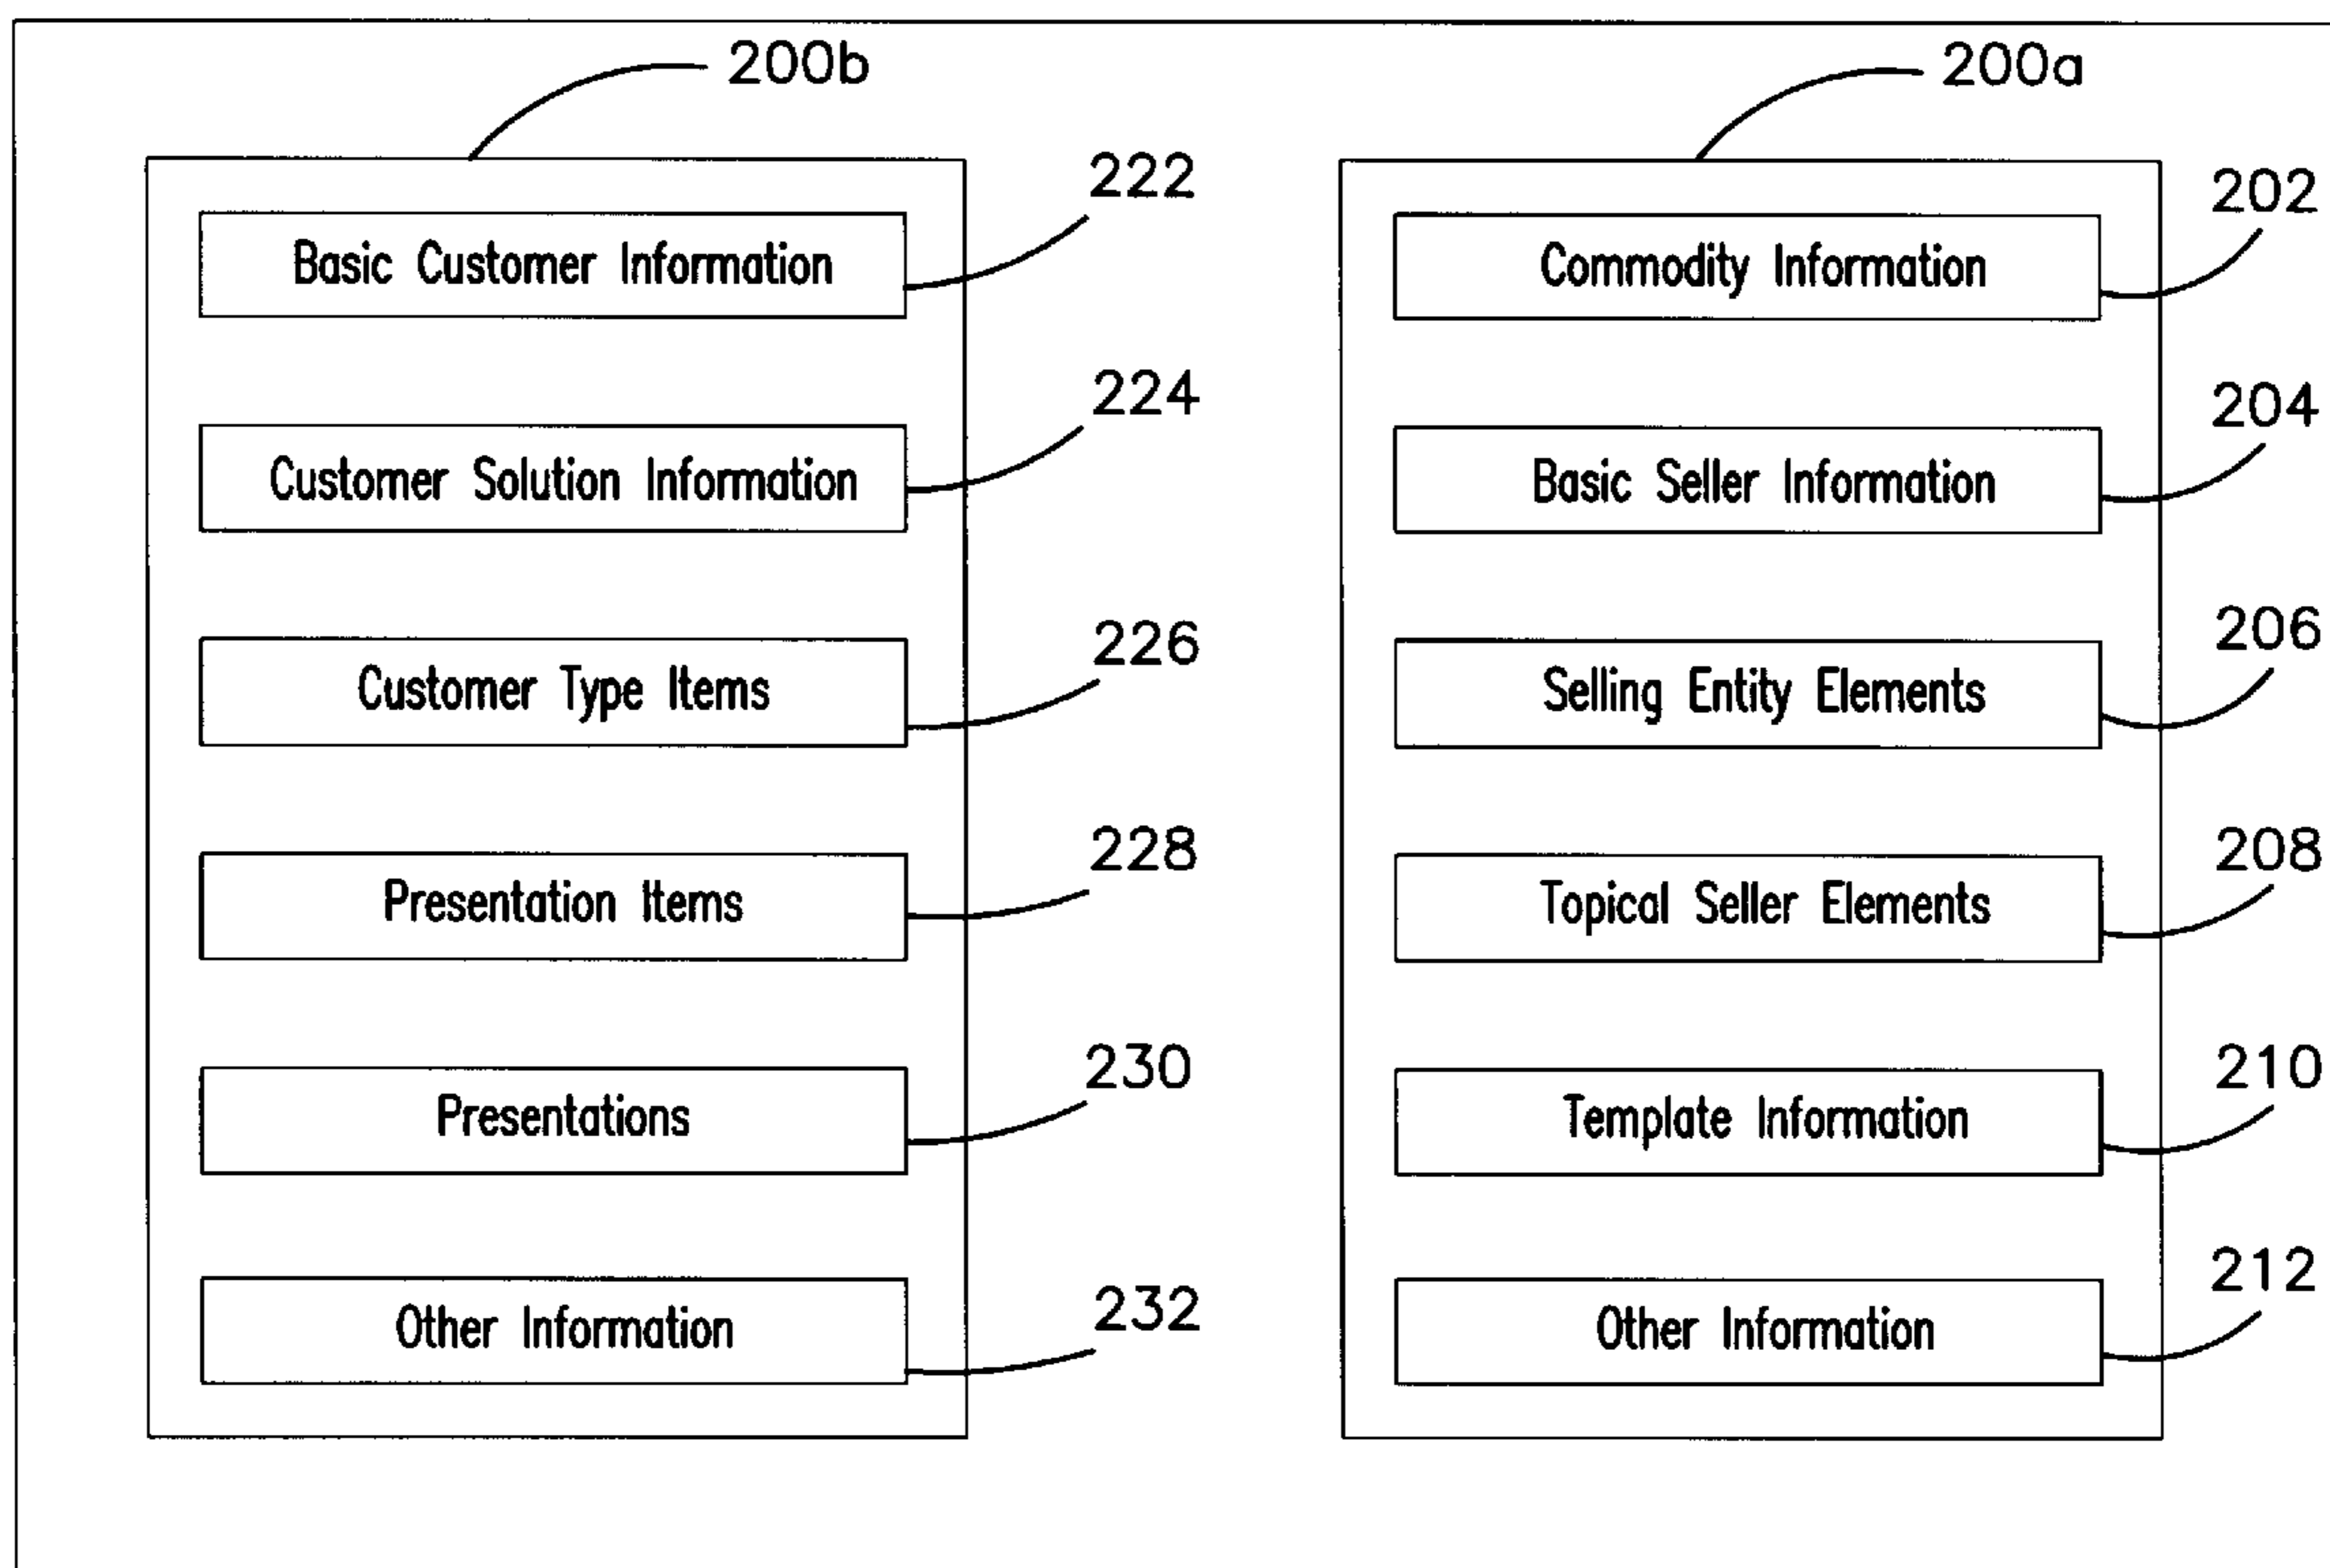 200b
200a
Basic Customer Information
222
Commodity Information
202
Customer Solution Information
224
Basic Seller Information
204
Customer Type Items
226
Selling Entity Elements
206
Presentation Items
228
Topical Seller Elements
208
Presentations
230
Template Information
210
Other Information
232
Other Information
212